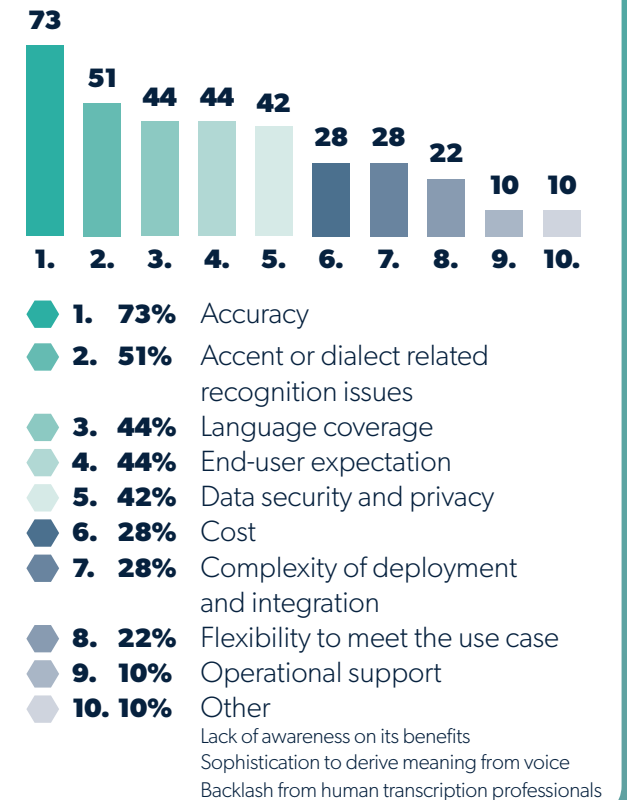 73
51
44 44
42
28 28
22
10 10
1. 2. 3. 4. 5. 6. 7. 8. 9. 10.
1. 73% Accuracy
2. 51% Accent or dialect related
recognition issues
3. 44% Language coverage
4. 44% End-user expectation
5. 42% Data security and privacy
6. 28% Cost
7. 28% Complexity of deployment
and integration
8. 22% Flexibility to meet the use case
9. 10% Operational support
10. 10% Other
Lack of awareness on its benefits
Sophistication to derive meaning from voice
Backlash from human transcription professionals